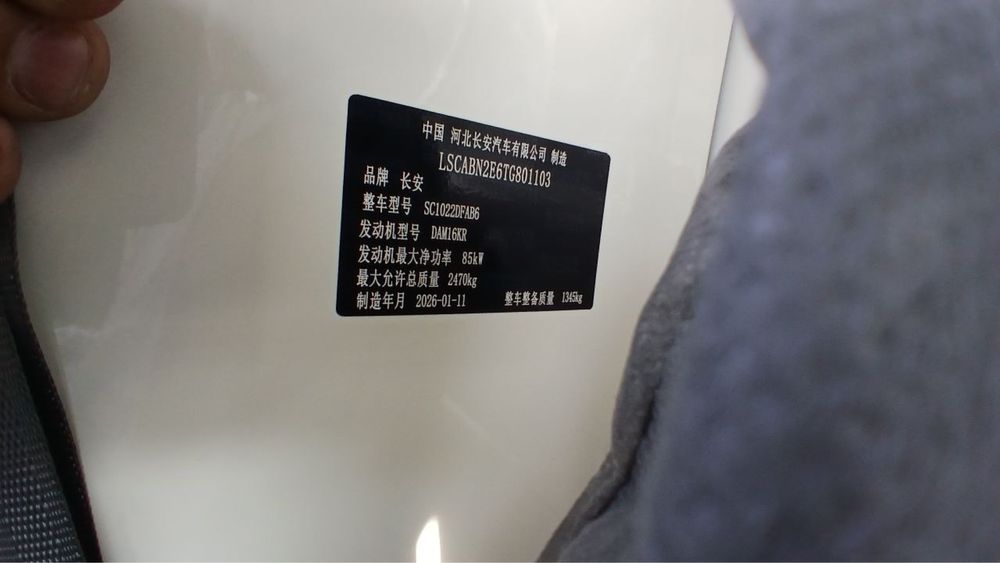 中国 河北长安汽车有限公司 制造
LSCABN2E6TG801103
品牌 长安
整车型号 SC1022DFAB6
发动机型号 DAM16KR
发动机最大净功率 85kW
最大允许总质量 2470kg
制造年月 2026-01-11 整车整备质量 1345kg